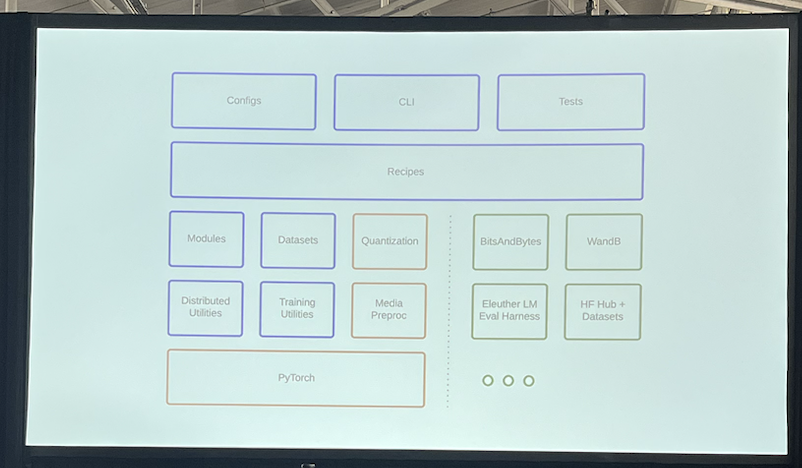 Configs
CLI
Tests
Recipes
Modules
Datasets
Quantization
BitsAndBytes
WandB
Distributed
Utilities
Training
Utilities
Media
Preproc
Eleuther LM
Eval Harness
HF Hub +
Datasets
PyTorch